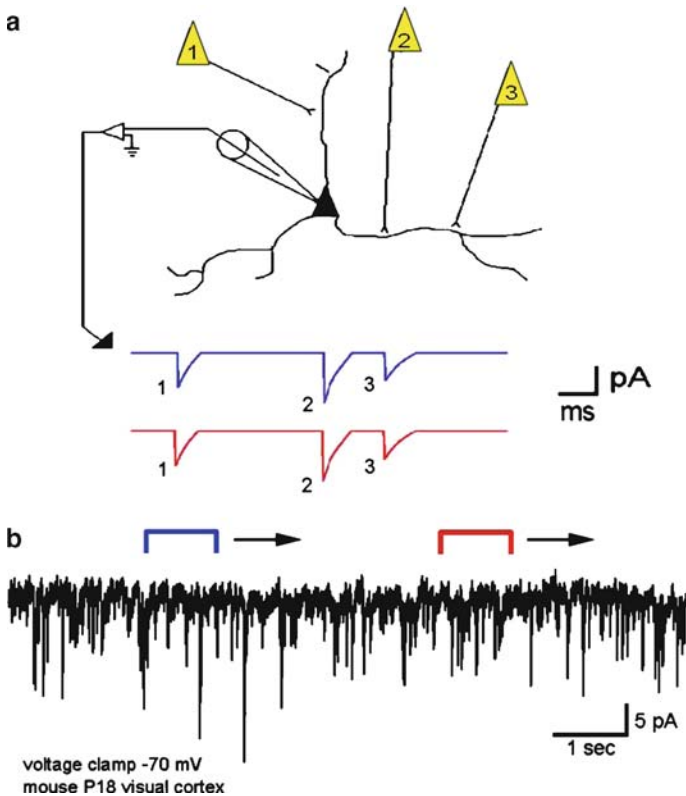 a
1
2
3
1
2
3
pA
ms
1
2
3
b
5 pA
1 sec
voltage clamp -70 mV
mouse P18 visual cortex